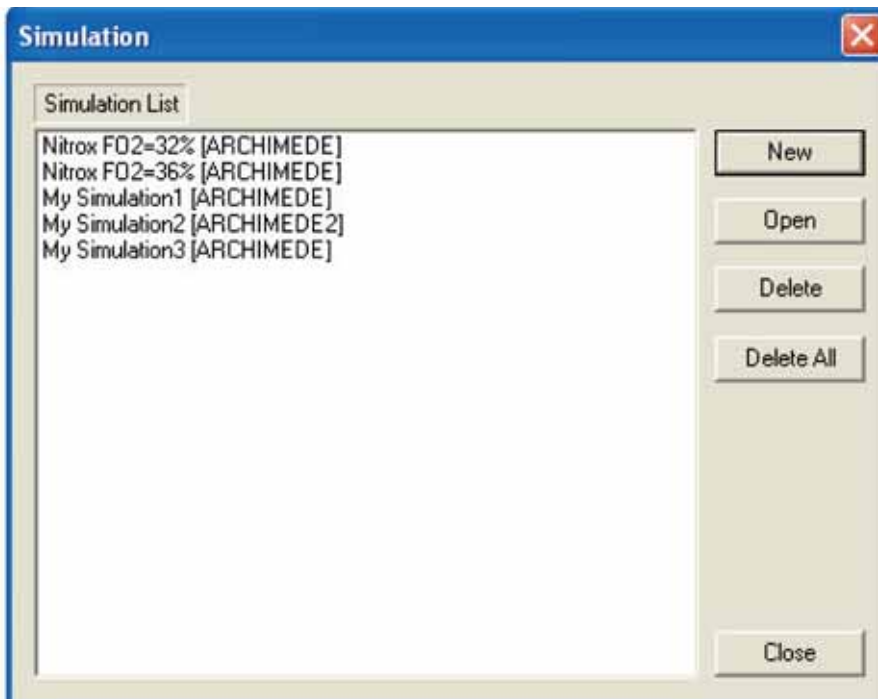 Simulation
Simulation List
Nitrox FO2=32% [ARCHIMEDE]
Nitrox FO2=36% [ARCHIMEDE]
My Simulation1 [ARCHIMEDE]
My Simulation2 [ARCHIMEDE2]
My Simulation3 [ARCHIMEDE]
New
Open
Delete
Delete All
Close